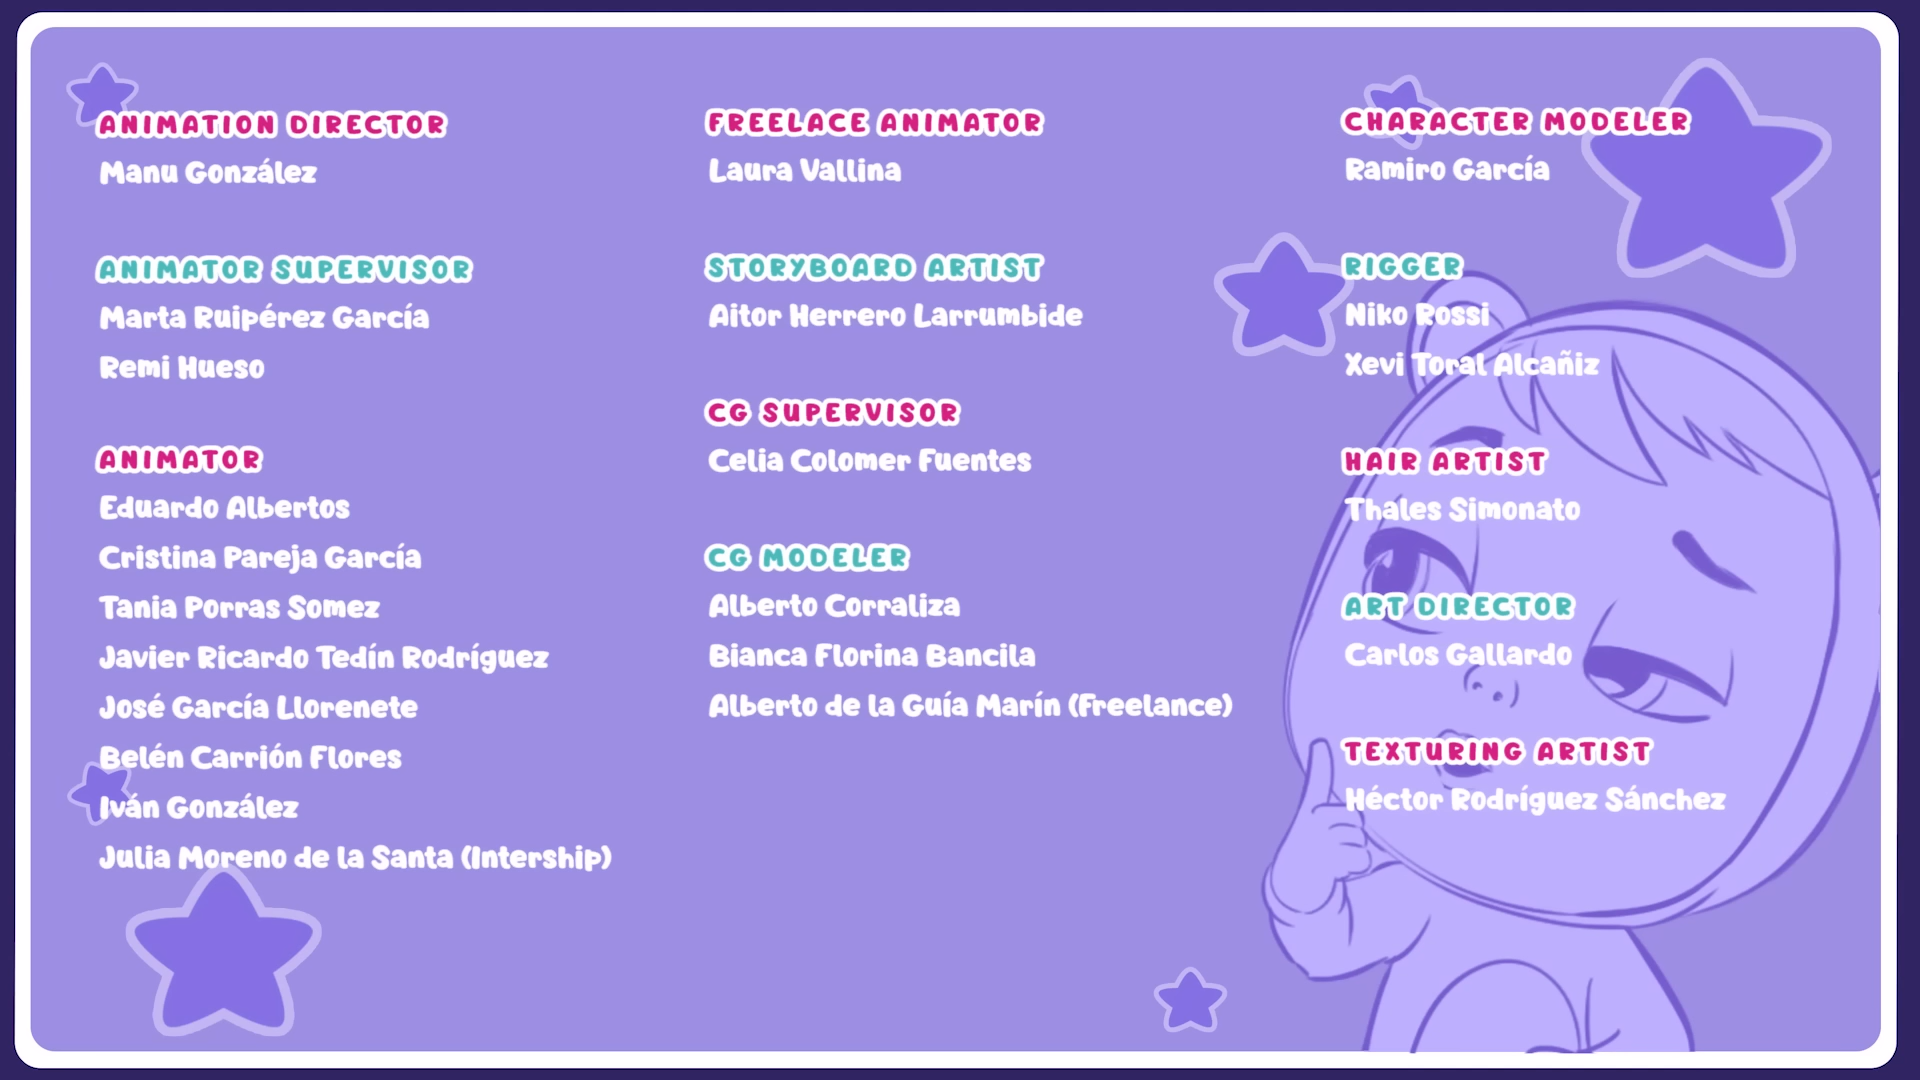 ANIMATION DIRECTOR
Manu González
ANIMATOR SUPERVISOR
Marta Ruipérez García
Remi Hueso
ANIMATOR
Eduardo Albertos
Cristina Pareja García
Tania Porras Somez
Javier Ricardo Tedín Rodríguez
José García Llorenete
Belén Carrión Flores
Iván González
Julia Moreno de la Santa (Intership)
FREELACE ANIMATOR
Laura Vallina
STORYBOARD ARTIST
Aitor Herrero Larrumbide
CG SUPERVISOR
Celia Colomer Fuentes
CG MODELER
Alberto Corraliza
Bianca Florina Bancila
Alberto de la Guía Marín (Freelance)
CHARACTER MODELER
Ramiro García
RIGGER
Niko Rossi
Xevi Toral Alcañiz
HAIR ARTIST
Thales Simonato
ART DIRECTOR
Carlos Gallardo
TEXTURING ARTIST
Héctor Rodríguez Sánchez